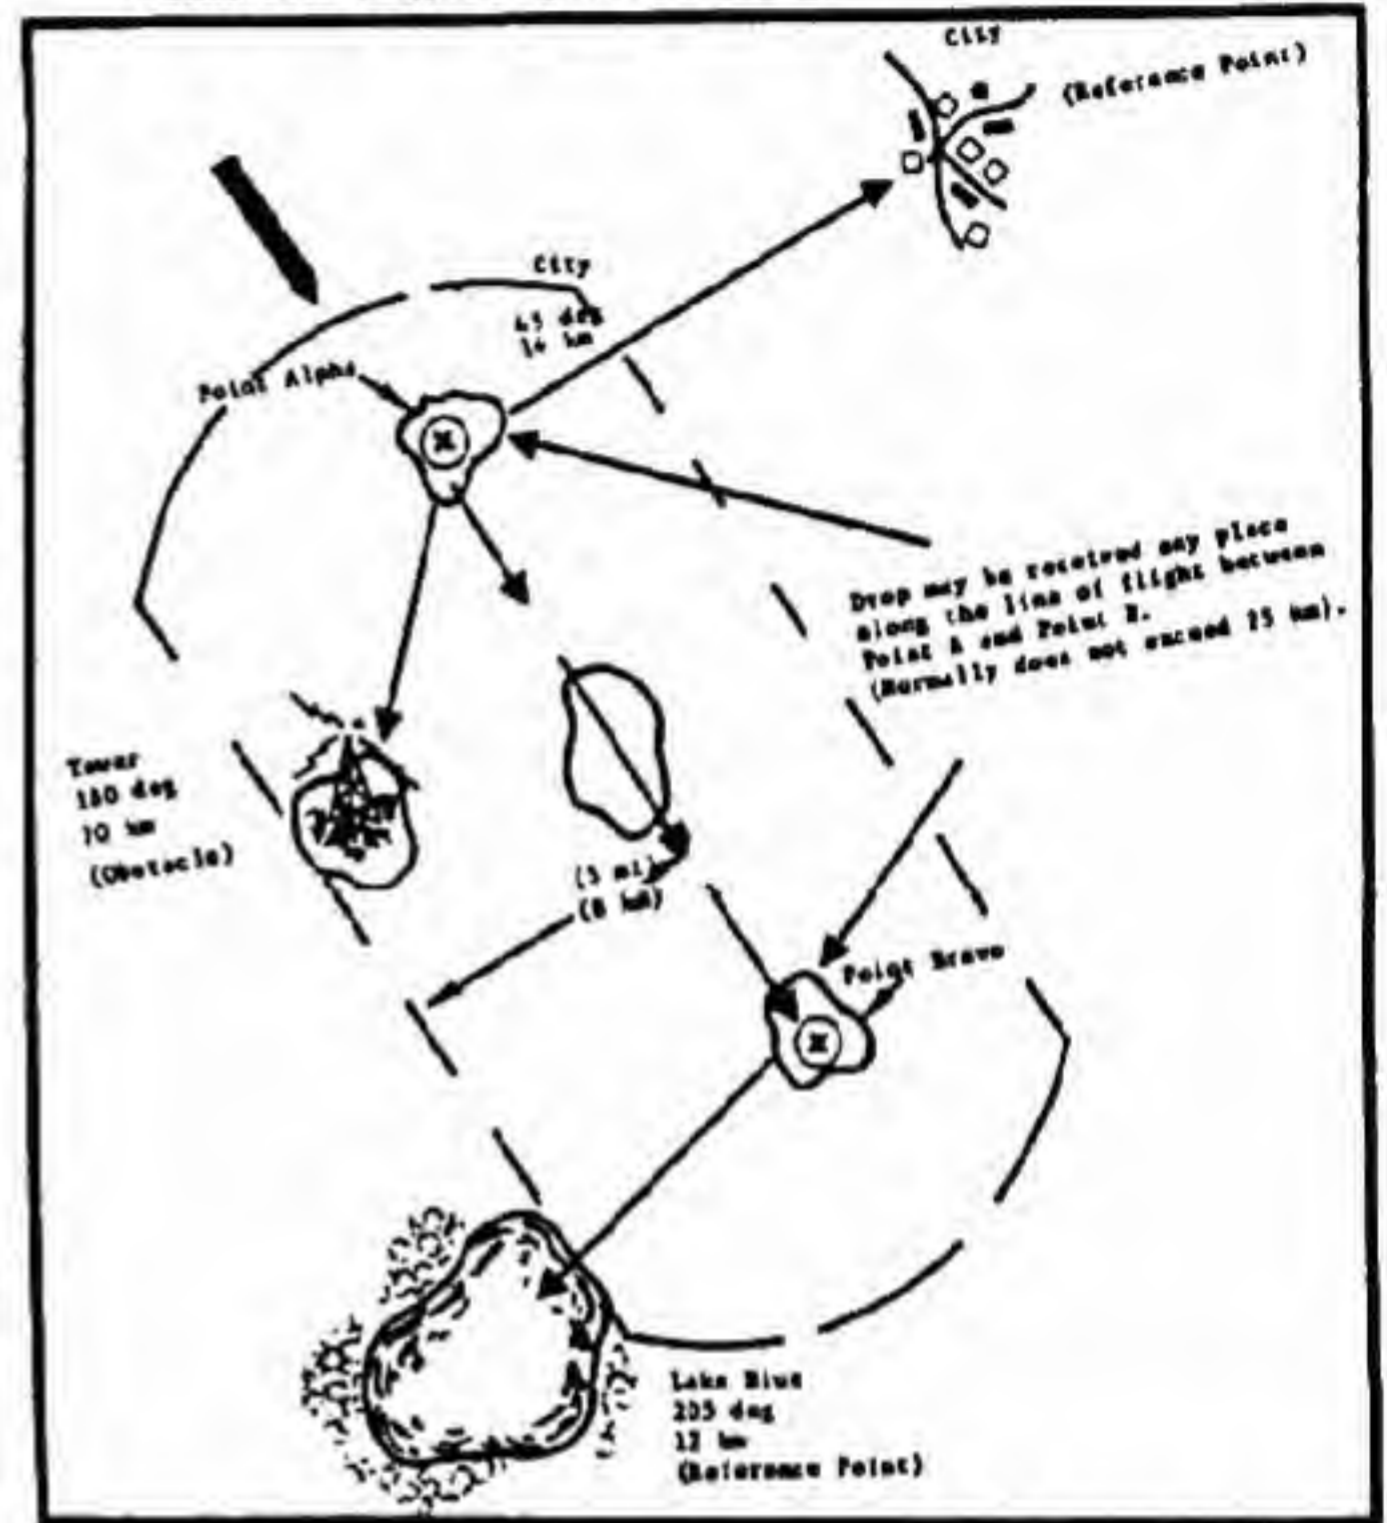 City
(Reference Point)
City
45 deg
14 km
Point Alpha
Drop may be received any place
along the line of flight between
Point A and Point B.
(Normally does not exceed 25 km).
Tower
180 deg
10 km
(Obstacle)
(5 mi)
(8 km)
Point Bravo
Lake Blue
205 deg
12 km
(Reference Point)